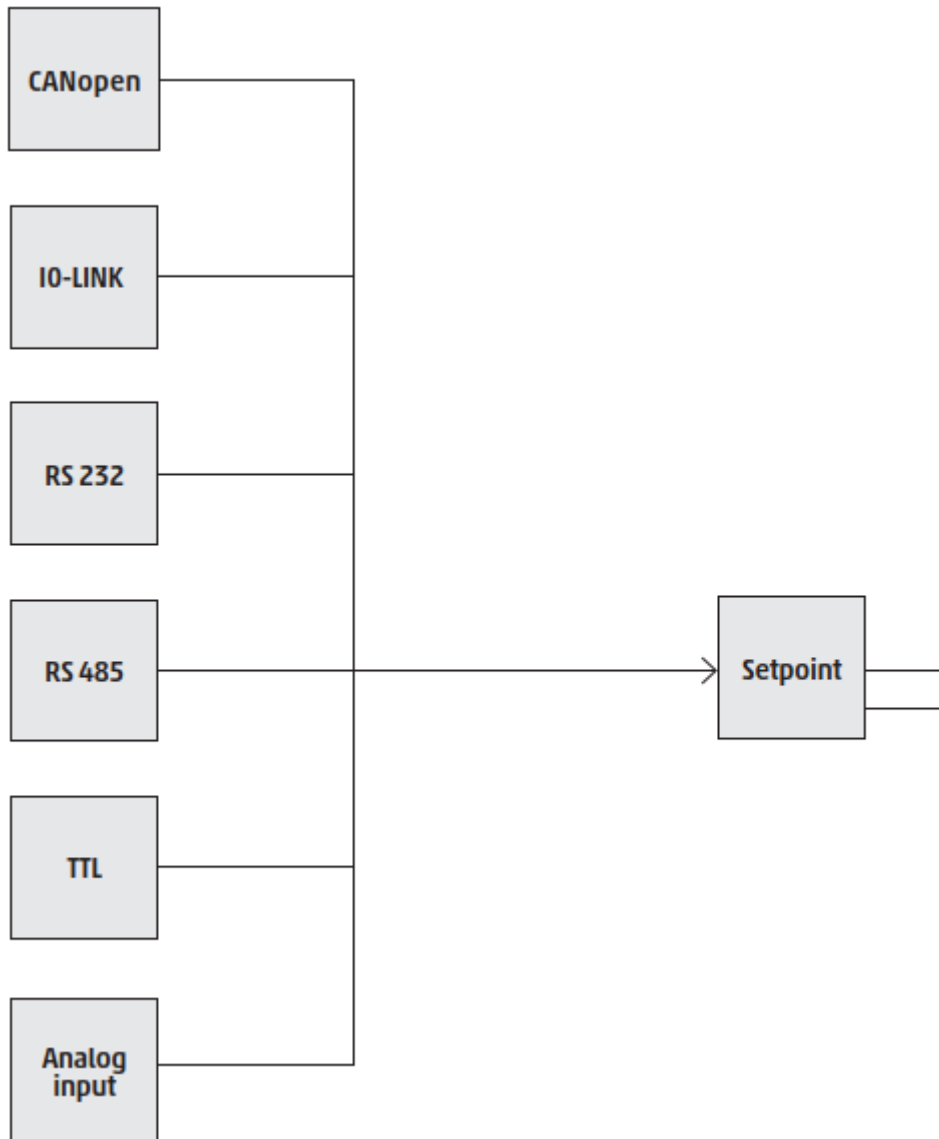 CANopen
IO-LINK
RS 232
RS 485
Setpoint
TTL
Analog
input